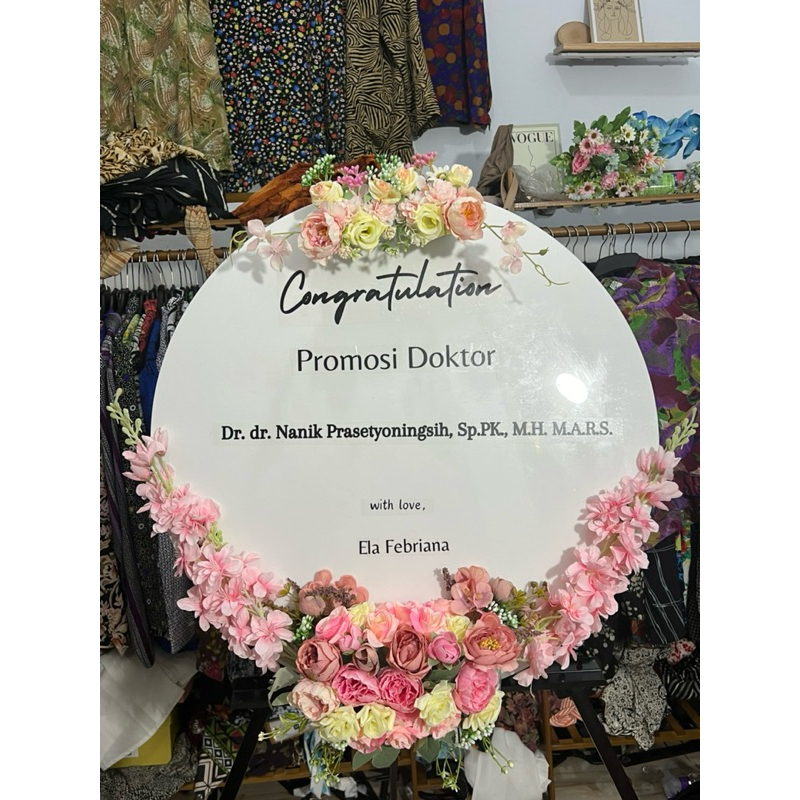 VOGUE
Congratulation
Promosi Doktor
Dr. dr. Nanik Prasetyoningsih, Sp.PK., M.H. M.A.R.S.
with love,
Ela Febriana